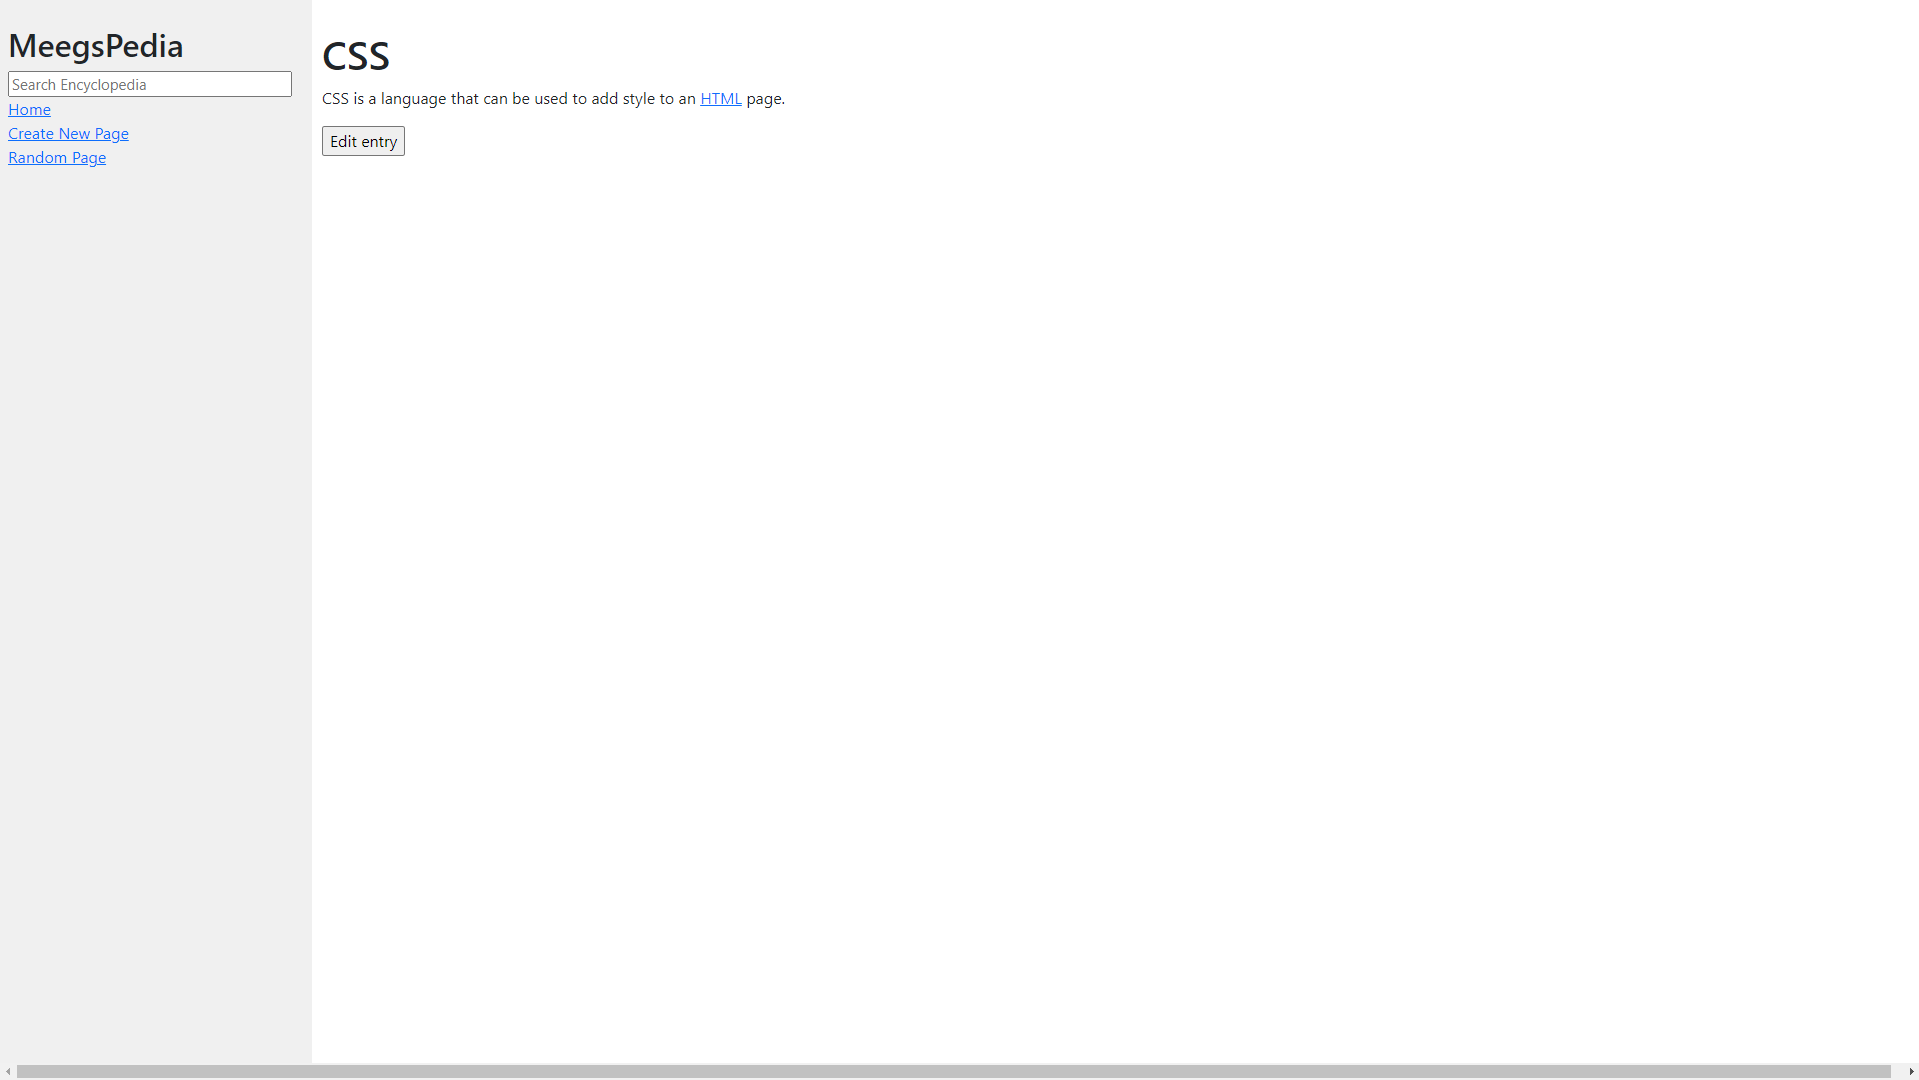 MeegsPedia
Search Encyclopedia
Home
Create New Page
Random Page
CSS
CSS is a language that can be used to add style to an HTML page.
Edit entry